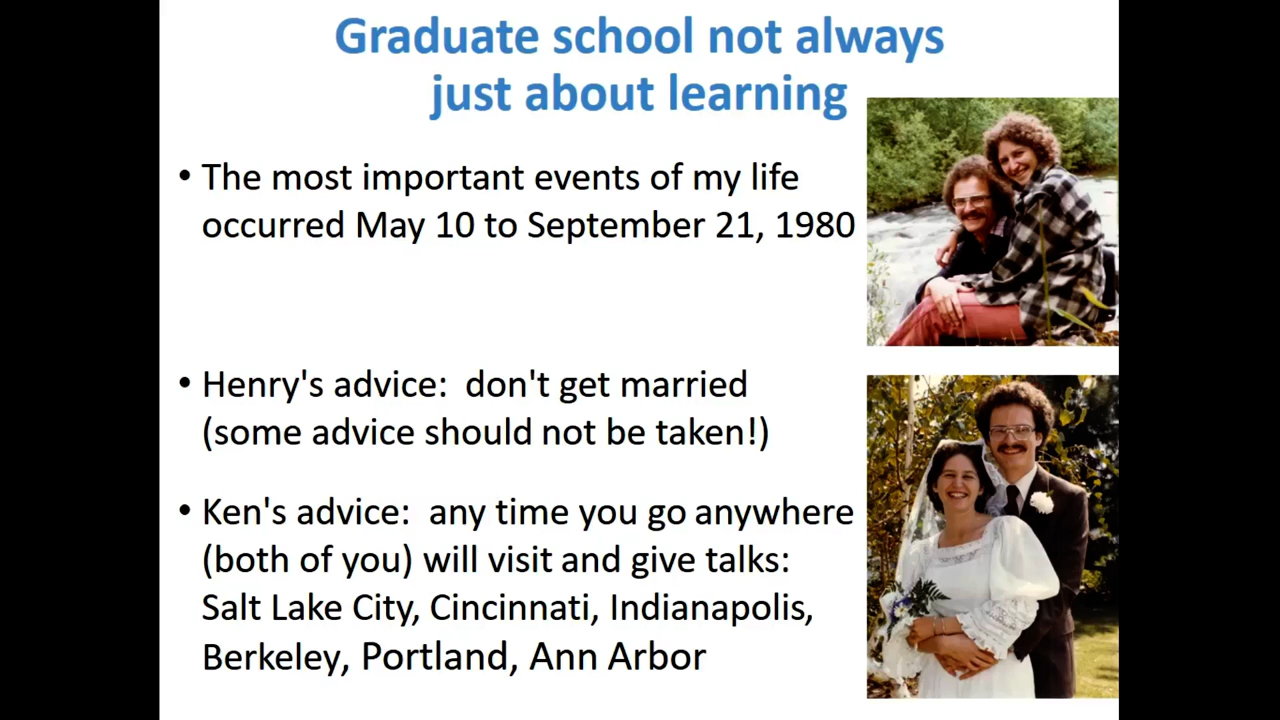 Graduate school not always
just about learning
• The most important events of my life
occurred May 10 to September 21, 1980
• Henry's advice:  don't get married
(some advice should not be taken!)
• Ken's advice:  any time you go anywhere
(both of you) will visit and give talks:
Salt Lake City, Cincinnati, Indianapolis,
Berkeley, Portland, Ann Arbor